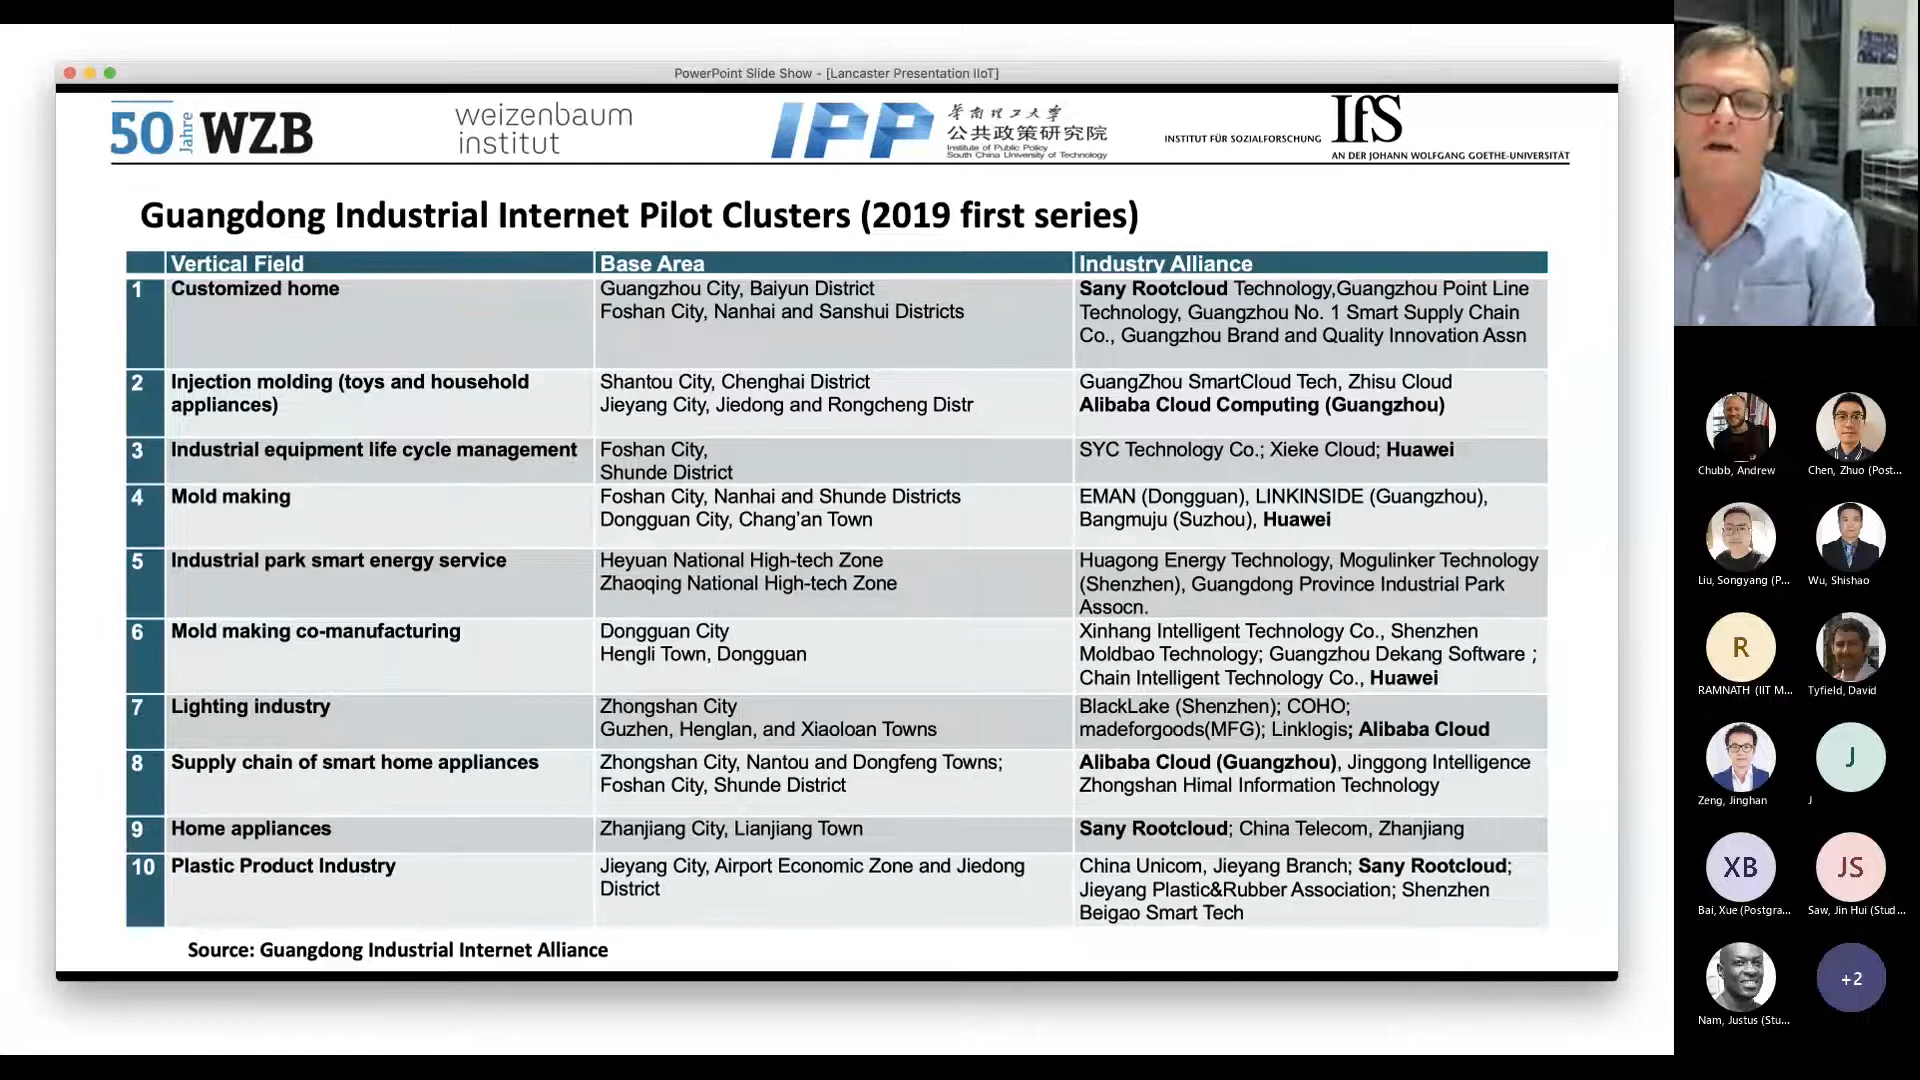 PowerPoint Slide Show - [Lancaster Presentation IIoT]
50 Jahre WZB
weizenbaum
institut
IPP
华南理工大学
公共政策研究院
Institute of Public Policy
South China University of Technology
INSTITUT FÜR SOZIALFORSCHUNG IfS
AN DER JOHANN WOLFGANG GOETHE-UNIVERSITÄT
Guangdong Industrial Internet Pilot Clusters (2019 first series)
Vertical Field Base Area Industry Alliance
1 Customized home
Guangzhou City, Baiyun District
Foshan City, Nanhai and Sanshui Districts
Sany Rootcloud Technology,Guangzhou Point Line
Technology, Guangzhou No. 1 Smart Supply Chain
Co., Guangzhou Brand and Quality Innovation Assn
2 Injection molding (toys and household
appliances)
Shantou City, Chenghai District
Jieyang City, Jiedong and Rongcheng Distr
GuangZhou SmartCloud Tech, Zhisu Cloud
Alibaba Cloud Computing (Guangzhou)
3 Industrial equipment life cycle management
Foshan City,
Shunde District
SYC Technology Co.; Xieke Cloud; Huawei
4 Mold making
Foshan City, Nanhai and Shunde Districts
Dongguan City, Chang’an Town
EMAN (Dongguan), LINKINSIDE (Guangzhou),
Bangmuju (Suzhou), Huawei
5 Industrial park smart energy service
Heyuan National High-tech Zone
Zhaoqing National High-tech Zone
Huagong Energy Technology, Mogulinker Technology
(Shenzhen), Guangdong Province Industrial Park
Assocn.
6 Mold making co-manufacturing
Dongguan City
Hengli Town, Dongguan
Xinhang Intelligent Technology Co., Shenzhen
Moldbao Technology; Guangzhou Dekang Software ;
Chain Intelligent Technology Co., Huawei
7 Lighting industry
Zhongshan City
Guzhen, Henglan, and Xiaoloan Towns
BlackLake (Shenzhen); COHO;
madeforgoods(MFG); Linklogis; Alibaba Cloud
8 Supply chain of smart home appliances
Zhongshan City, Nantou and Dongfeng Towns;
Foshan City, Shunde District
Alibaba Cloud (Guangzhou), Jinggong Intelligence
Zhongshan Himal Information Technology
9 Home appliances
Zhanjiang City, Lianjiang Town
Sany Rootcloud; China Telecom, Zhanjiang
10 Plastic Product Industry
Jieyang City, Airport Economic Zone and Jiedong
District
China Unicom, Jieyang Branch; Sany Rootcloud;
Jieyang Plastic&Rubber Association; Shenzhen
Beigao Smart Tech
Source: Guangdong Industrial Internet Alliance
Chubb, Andrew
Chen, Zhuo (Post...
Liu, Songyang (P...
Wu, Shishao
R
RAMNATH (IIT M...
Tyfield, David
Zeng, Jinghan
J
J
XB
Bai, Xue (Postgra...
JS
Saw, Jin Hui (Stud...
Nam, Justus (Stu...
+2